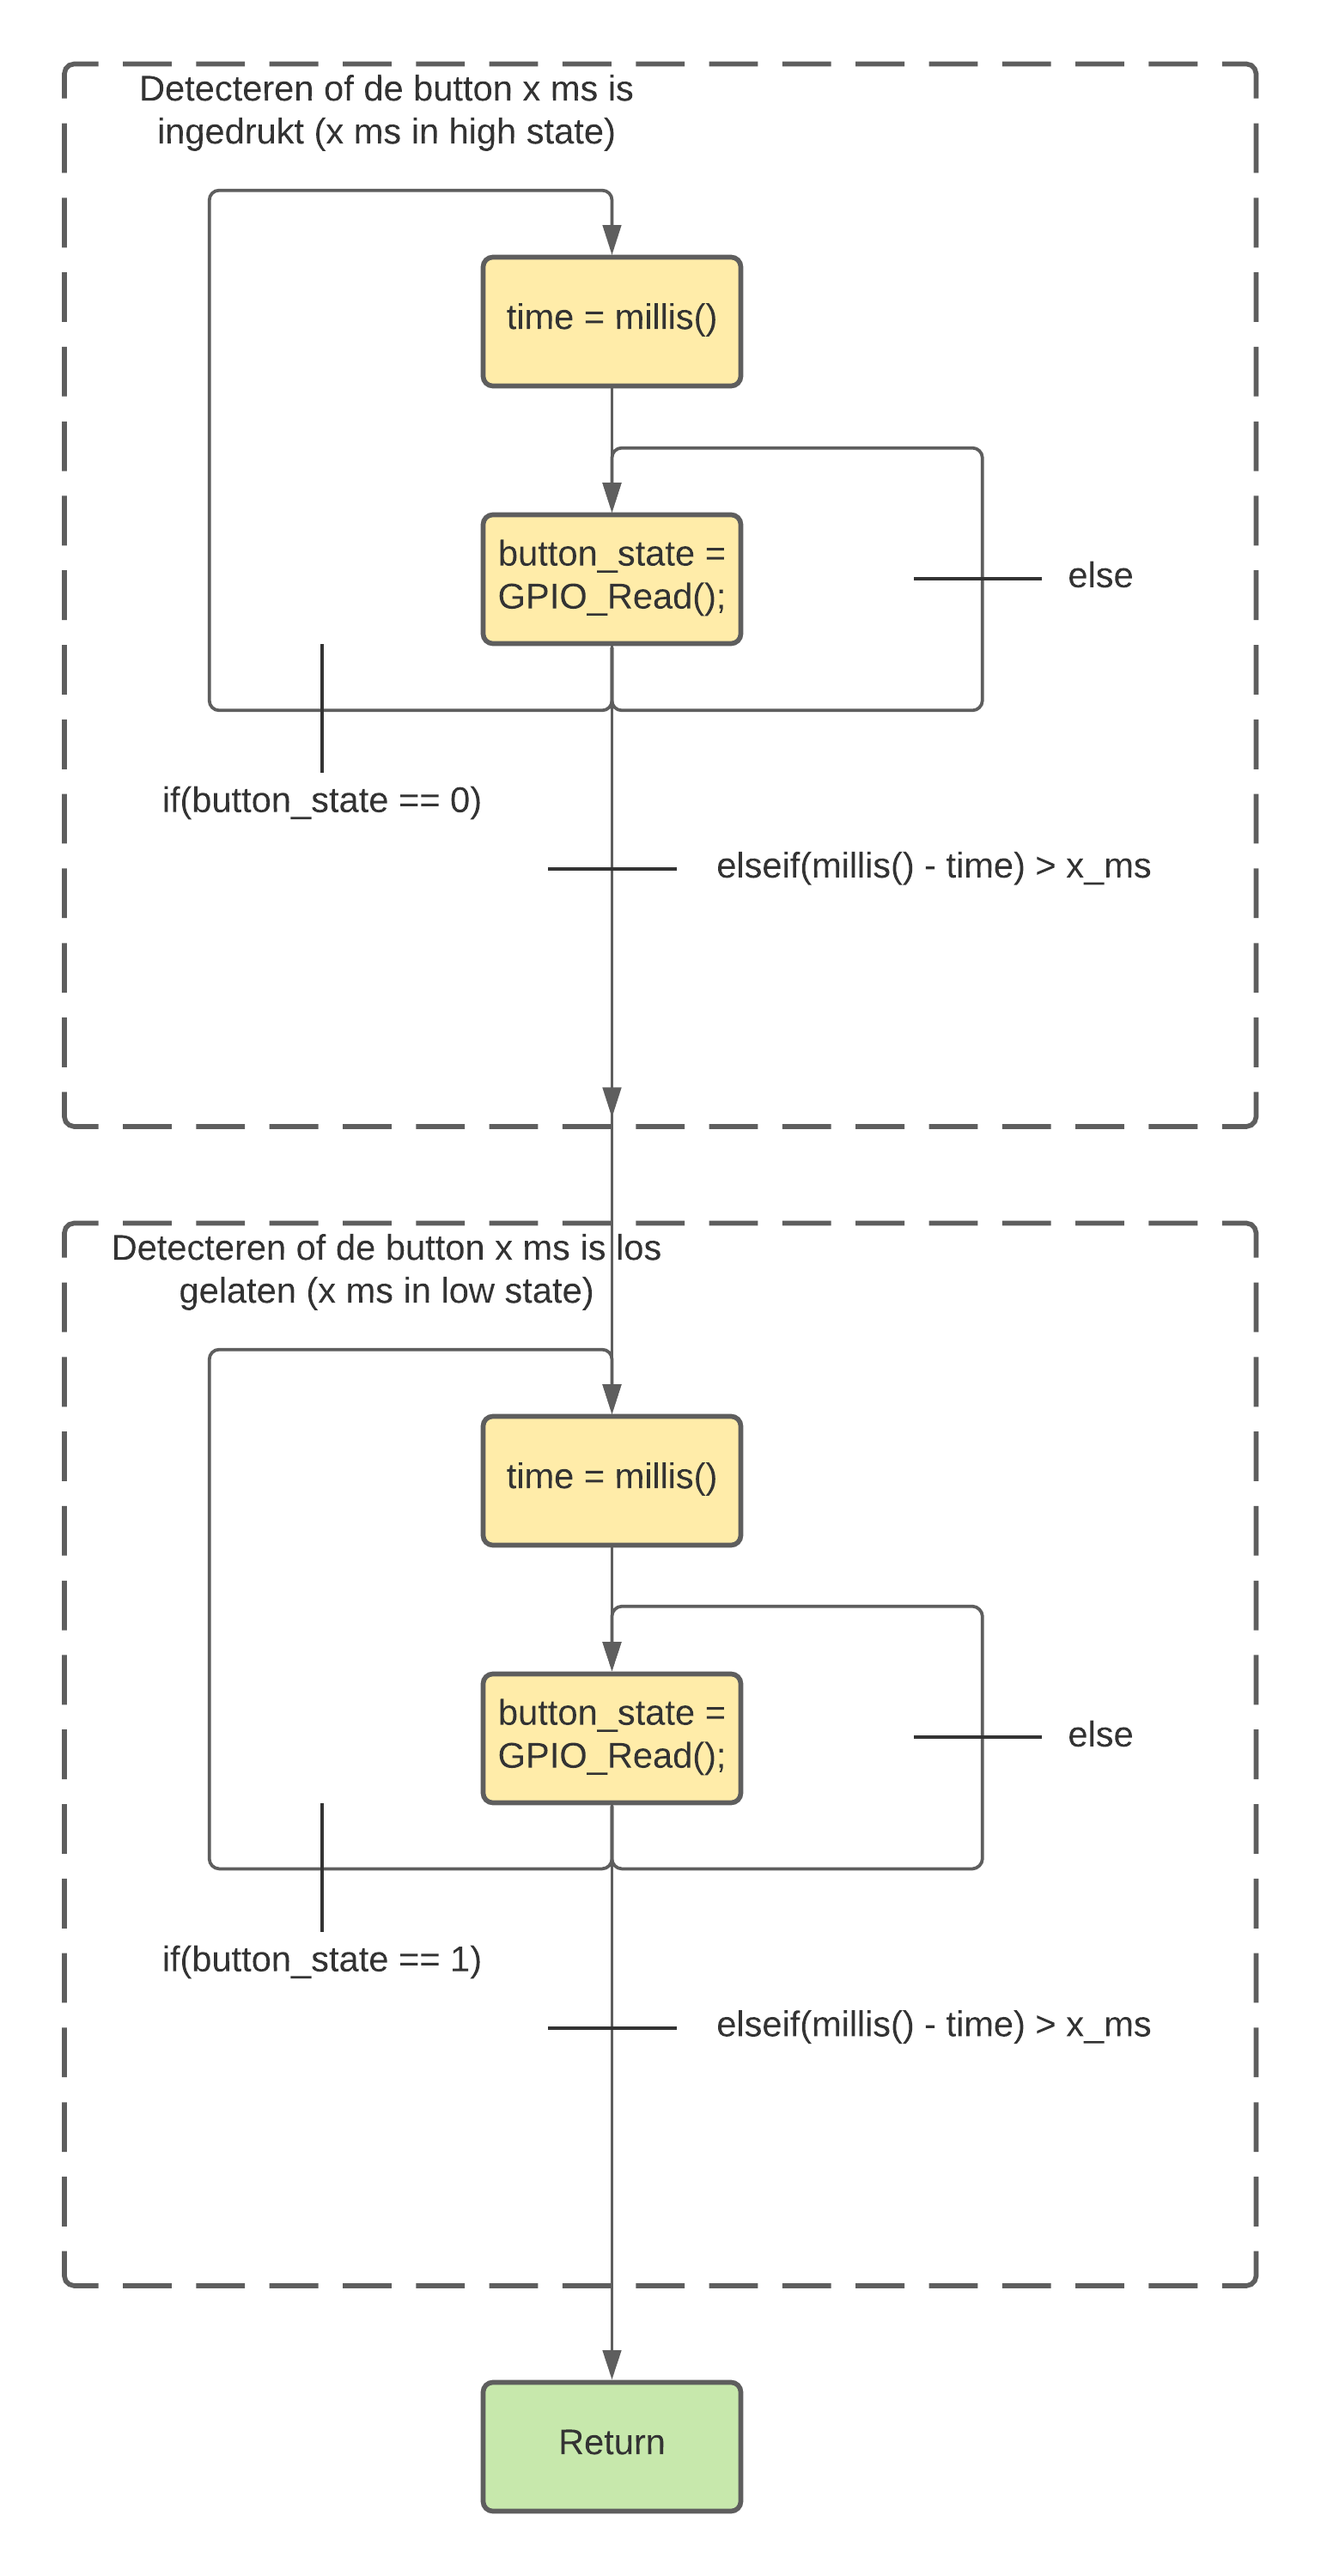 Detecteren of de button x ms is
ingedrukt (x ms in high state)
time = millis()
button_state =
GPIO_Read();
else
if(button_state == 0)
elseif(millis() - time) > x_ms
Detecteren of de button x ms is los
gelaten (x ms in low state)
time = millis()
button_state =
GPIO_Read();
else
if(button_state == 1)
elseif(millis() - time) > x_ms
Return